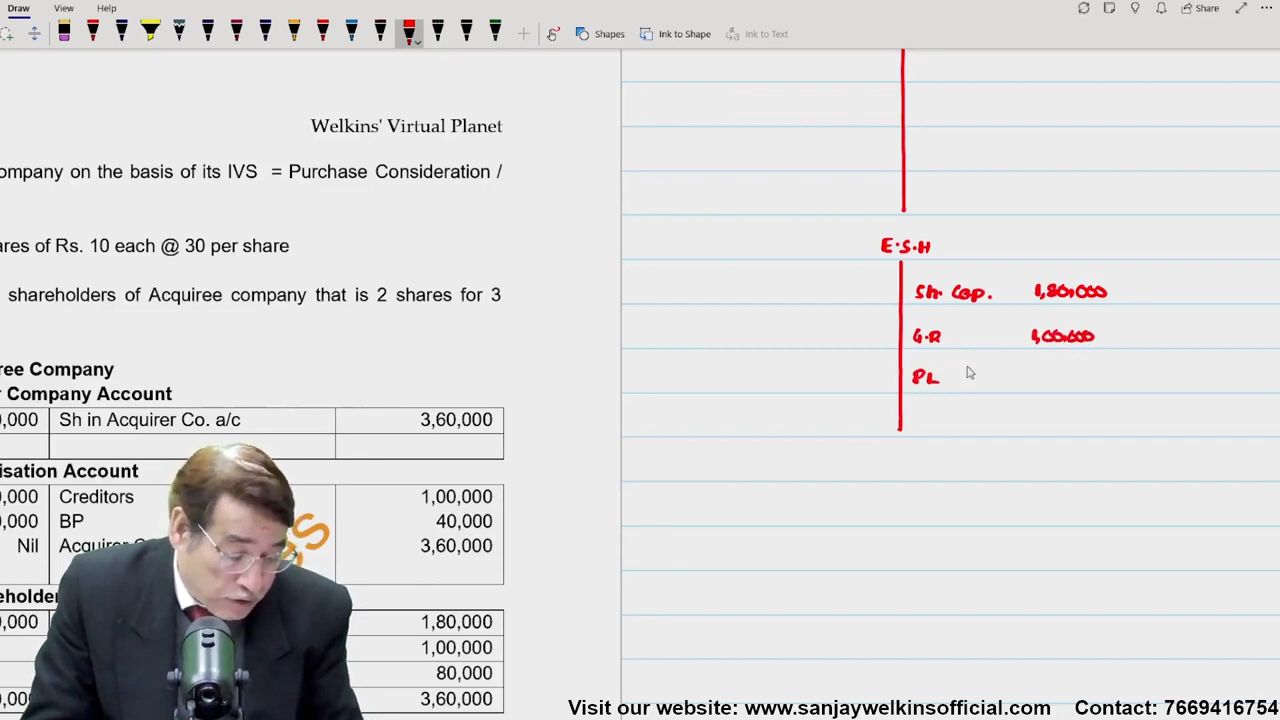 Draw View Help
Share
Shapes Ink to Shape Ink to Text
Welkins' Virtual Planet
ompany on the basis of its IVS = Purchase Consideration /
ares of Rs. 10 each @ 30 per share
shareholders of Acquiree company that is 2 shares for 3
ree Company
r Company Account
0,000 Sh in Acquirer Co. a/c 3,60,000
isation Account
0,000 Creditors 1,00,000
0,000 BP 40,000
Nil Acquirer 3,60,000
eholder
0,000 1,80,000
1,00,000
80,000
0,000 3,60,000
E.S.H
Sh. Cap. 1,80,000
G.R 1,00,000
PL
Visit our website: www.sanjaywelkinsofficial.com Contact: 7669416754